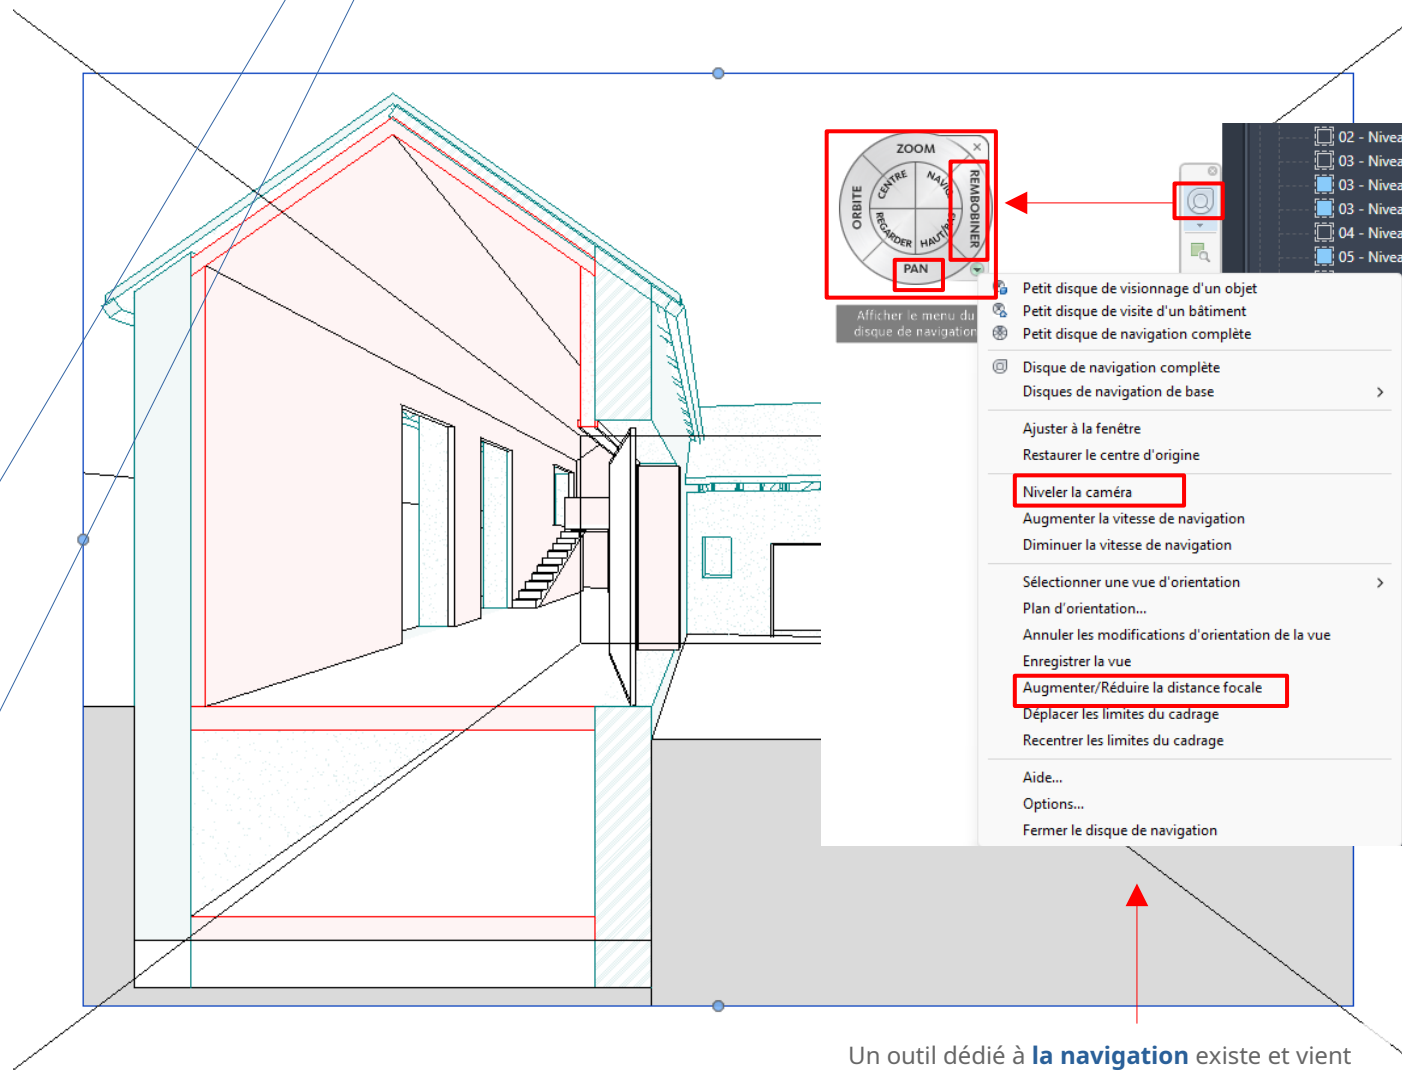 ZOOM
CENTRE
NAVIG
ORBITE
REMBOBINER
REGARDER
HAUT/BAS
PAN
Afficher le menu du
disque de navigation
02 - Nivea
03 - Nivea
03 - Nivea
03 - Nivea
04 - Nivea
05 - Nivea
Petit disque de visionnage d'un objet
Petit disque de visite d'un bâtiment
Petit disque de navigation complète
Disque de navigation complète
Disques de navigation de base
Ajuster à la fenêtre
Restaurer le centre d'origine
Niveler la caméra
Augmenter la vitesse de navigation
Diminuer la vitesse de navigation
Sélectionner une vue d'orientation
Plan d'orientation...
Annuler les modifications d'orientation de la vue
Enregistrer la vue
Augmenter/Réduire la distance focale
Déplacer les limites du cadrage
Recentrer les limites du cadrage
Aide...
Options...
Fermer le disque de navigation
Un outil dédié à la navigation existe et vient